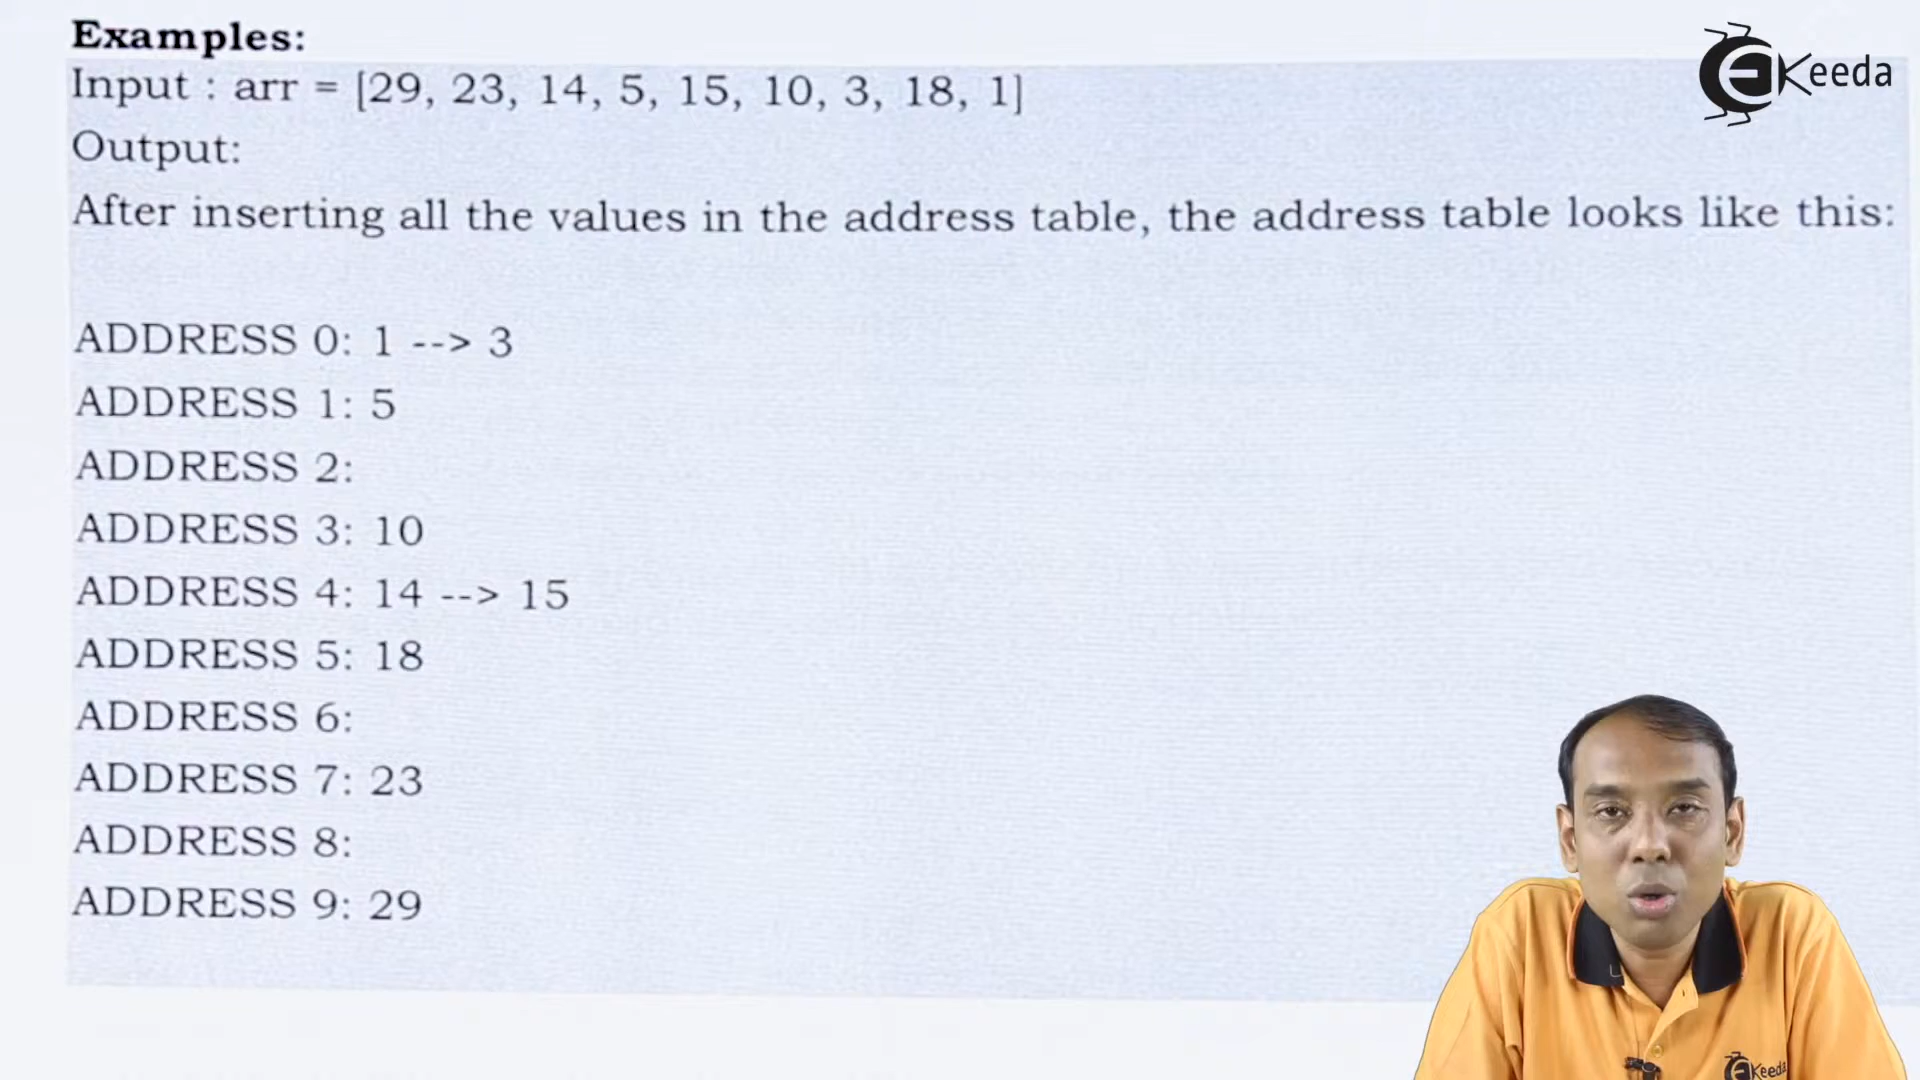 Examples:
Input : arr = [29, 23, 14, 5, 15, 10, 3, 18, 1]
Output:
After inserting all the values in the address table, the address table looks like this:
ADDRESS 0: 1 --> 3
ADDRESS 1: 5
ADDRESS 2:
ADDRESS 3: 10
ADDRESS 4: 14 --> 15
ADDRESS 5: 18
ADDRESS 6:
ADDRESS 7: 23
ADDRESS 8:
ADDRESS 9: 29
EKeeda
EKeeda